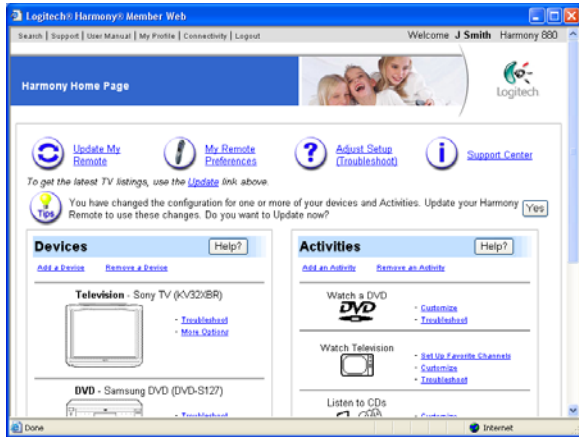 Logitech® Harmony® Member Web
Search | Support | User Manual | My Profile | Connectivity | Logout
Welcome J Smith Harmony 880
Harmony Home Page
Logitech
Update My
Remote
My Remote
Preferences
Adjust Setup
(Troubleshoot)
Support Center
To get the latest TV listings, use the Update link above.
Tips
You have changed the configuration for one or more of your devices and Activities. Update your Harmony
Remote to use these changes. Do you want to Update now?
Yes
Devices
Help?
Add a Device Remove a Device
Television - Sony TV (KV32XBR)
- Troubleshoot
- More Options
DVD - Samsung DVD (DVD-S127)
- Troubleshoot
Activities
Help?
Add an Activity Remove an Activity
Watch a DVD
DVD
- Customize
- Troubleshoot
Watch Television
- Set Up Favorite Channels
- Customize
- Troubleshoot
Listen to CDs
- Customize
Done
Internet